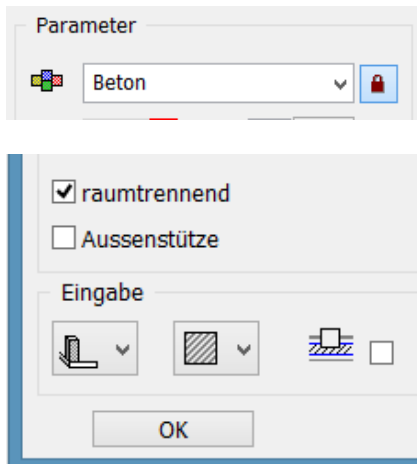 Parameter
Beton
raumtrennend
Aussenstütze
Eingabe
OK